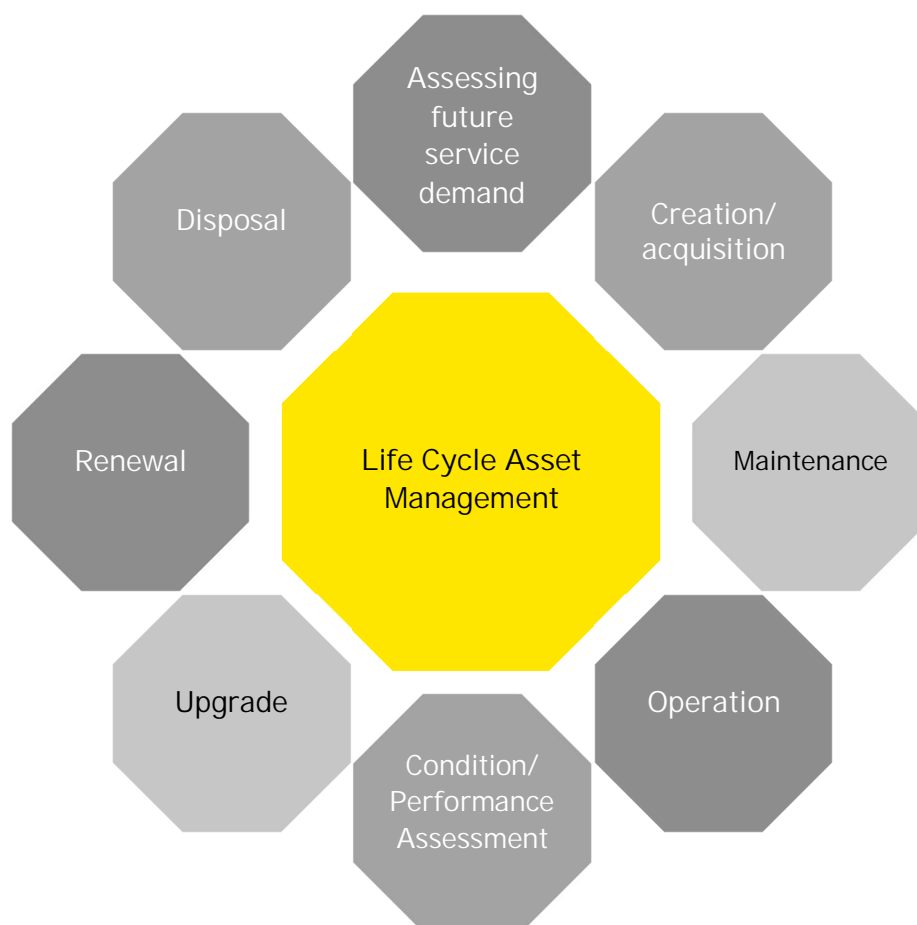 Assessing
future
service
demand
Creation/
acquisition
Maintenance
Operation
Condition/
Performance
Assessment
Upgrade
Renewal
Disposal
Life Cycle Asset
Management